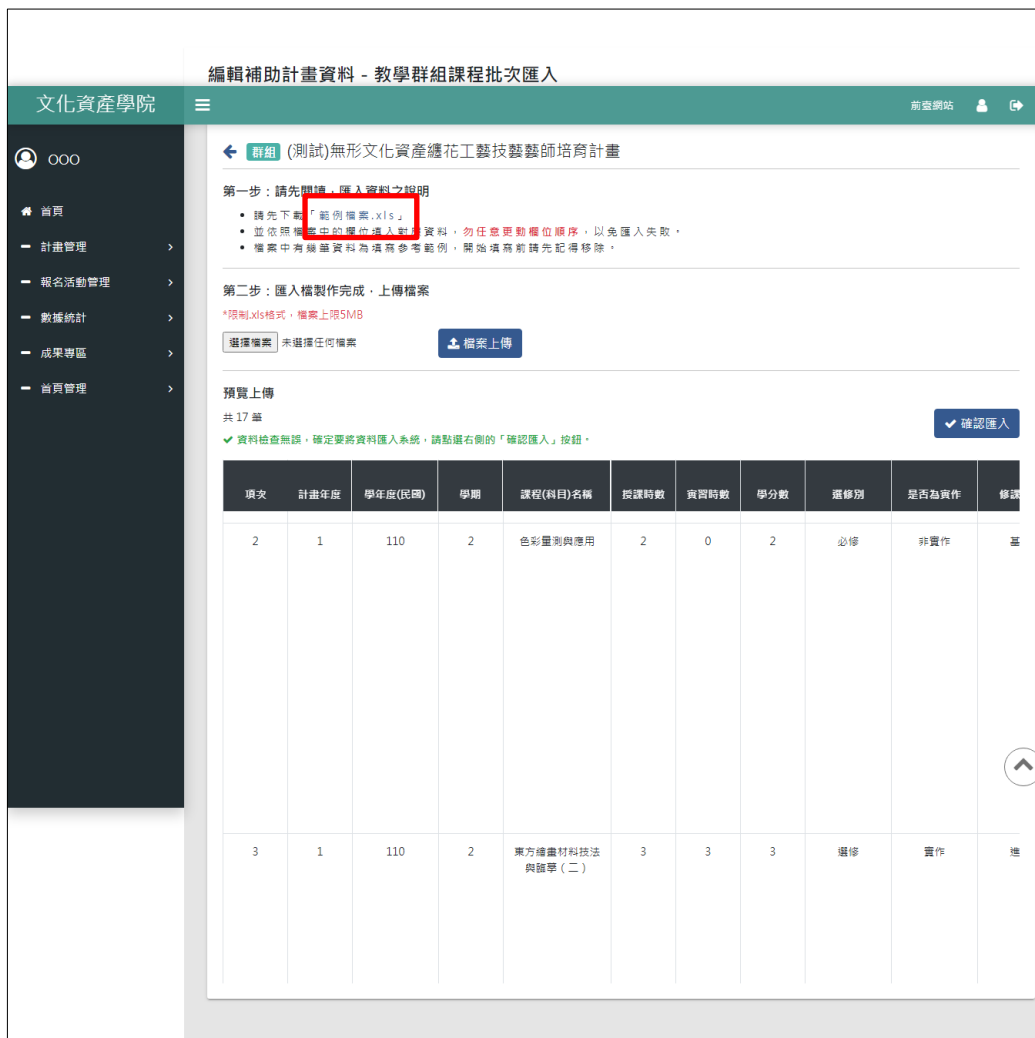 編輯補助計畫資料 - 教學群組課程批次匯入
文化資產學院
前臺網站
OOO
首頁
計畫管理
報名活動管理
數據統計
成果專區
首頁管理
群組 (測試)無形文化資產纏花工藝技藝藝師培育計畫
第一步：請先閱讀，匯入資料之說明
請先下載「範例檔案.xls」
並依照檔案中的欄位填入對應資料，勿任意更動欄位順序，以免匯入失敗。
檔案中有幾筆資料為填寫參考範例，開始填寫前請先記得移除。
第二步：匯入檔製作完成，上傳檔案
*限制.xls格式，檔案上限5MB
選擇檔案 未選擇任何檔案 檔案上傳
預覽上傳
共 17 筆
確認匯入
資料檢查無誤，確定要將資料匯入系統，請點選右側的「確認匯入」按鈕。
項次 計畫年度 學年度(民國) 學期 課程(科目)名稱 授課時數 實習時數 學分數 選修別 是否為實作 修課
2 1 110 2 色彩量測與應用 2 0 2 必修 非實作 基
3 1 110 2 東方繪畫材料技法 3 3 3 選修 實作 進
與臨摹（二）